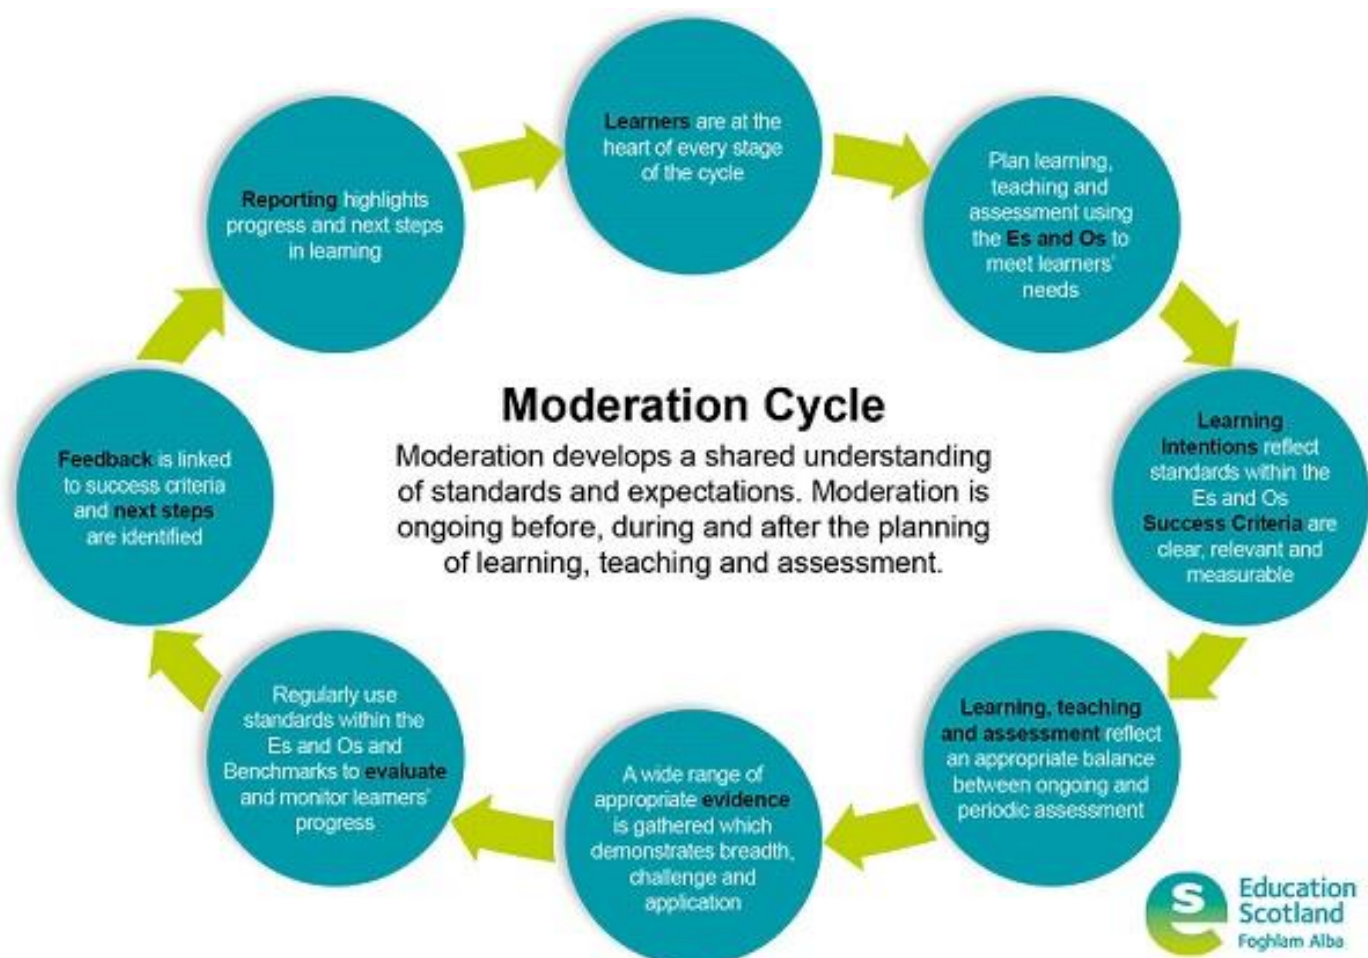 Learners are at the
heart of every stage
of the cycle
Plan learning,
teaching and
assessment using
the Es and Os to
meet learners'
needs
Learning
Intentions reflect
standards within the
Es and Os
Success Criteria are
clear, relevant and
measurable
Learning, teaching
and assessment reflect
an appropriate balance
between ongoing and
periodic assessment
A wide range of
appropriate evidence
is gathered which
demonstrates breadth,
challenge and
application
Regularly use
standards within the
Es and Os and
Benchmarks to evaluate
and monitor learners'
progress
Feedback is linked
to success criteria
and next steps
are identified
Reporting highlights
progress and next steps
in learning
Moderation Cycle
Moderation develops a shared understanding
of standards and expectations. Moderation is
ongoing before, during and after the planning
of learning, teaching and assessment.
Education
Scotland
Foghlam Alba